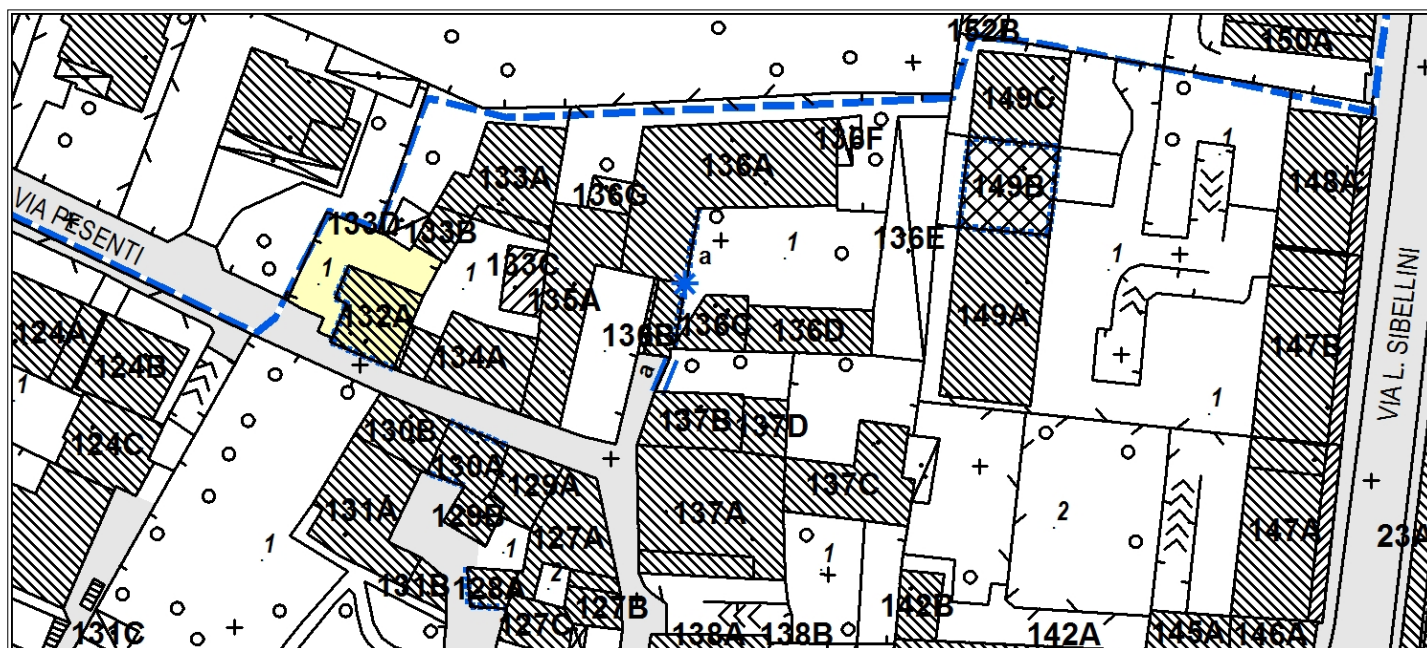 152B
150A
149C
136F
136A
133A
136G
149B
148A
1
VIA PESENTI
133D
133B
1
1
133C
135A
a
1
136E
1
132A
136B
136C
136D
149A
124A
124B
134A
147B
VIA L. SIBELLINI
1
a
1
130B
137B
137D
124C
130A
129A
137C
131A
129B
137A
2
127A
147A
23A
1
1
1
2
131B
128A
127B
142B
131C
127C
138A
138B
142A
145A
146A